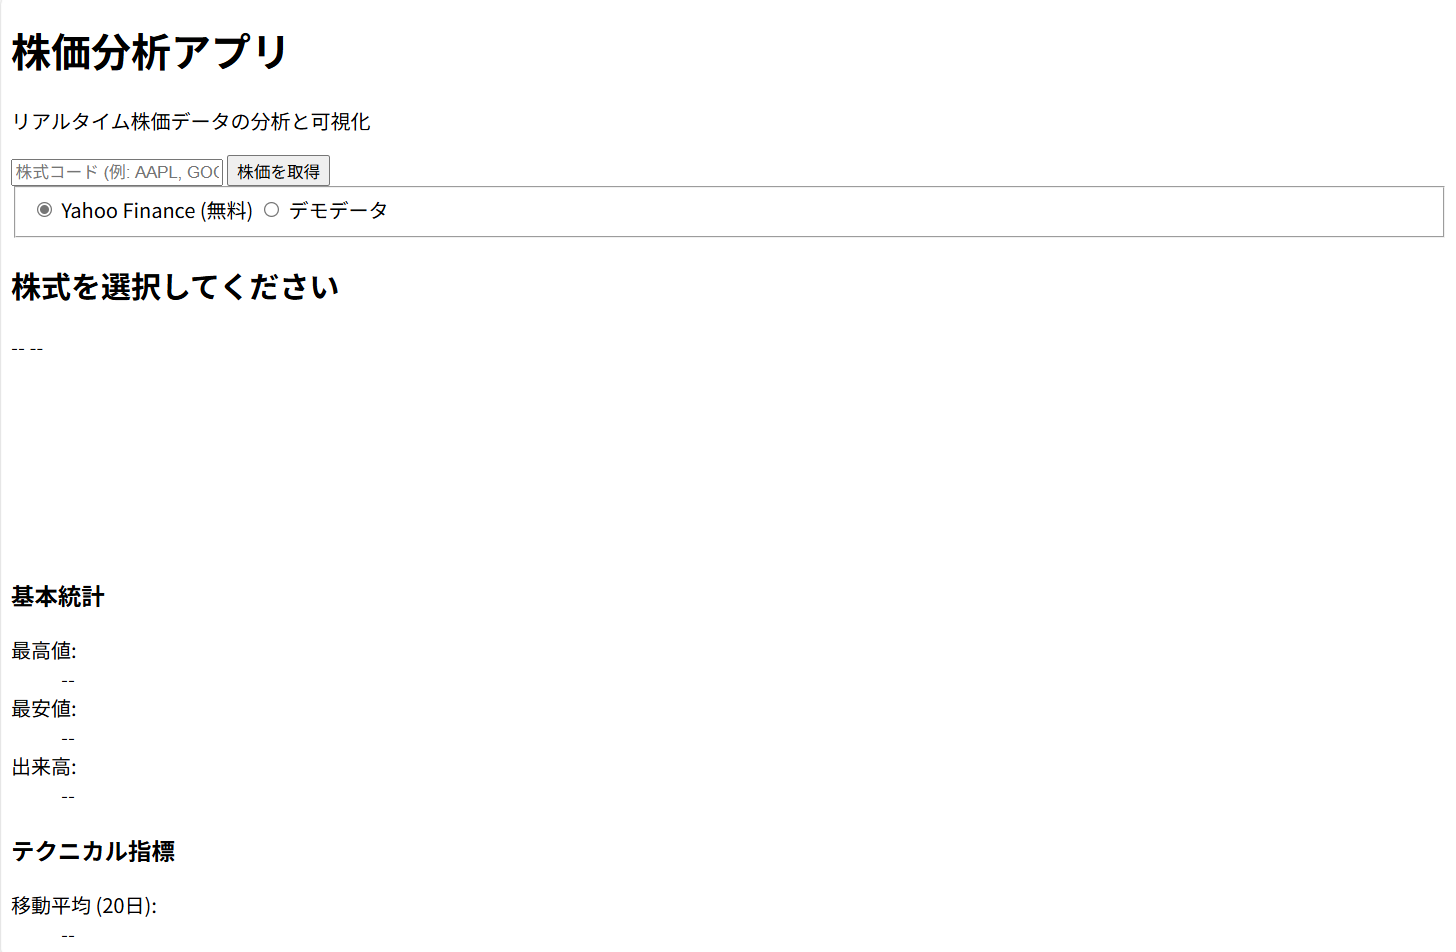 株価分析アプリ
リアルタイム株価データの分析と可視化
株式コード (例: AAPL, GOO 株価を取得
Yahoo Finance (無料) デモデータ
株式を選択してください
-- --
基本統計
最高値:
--
最安値:
--
出来高:
--
テクニカル指標
移動平均 (20日):
--